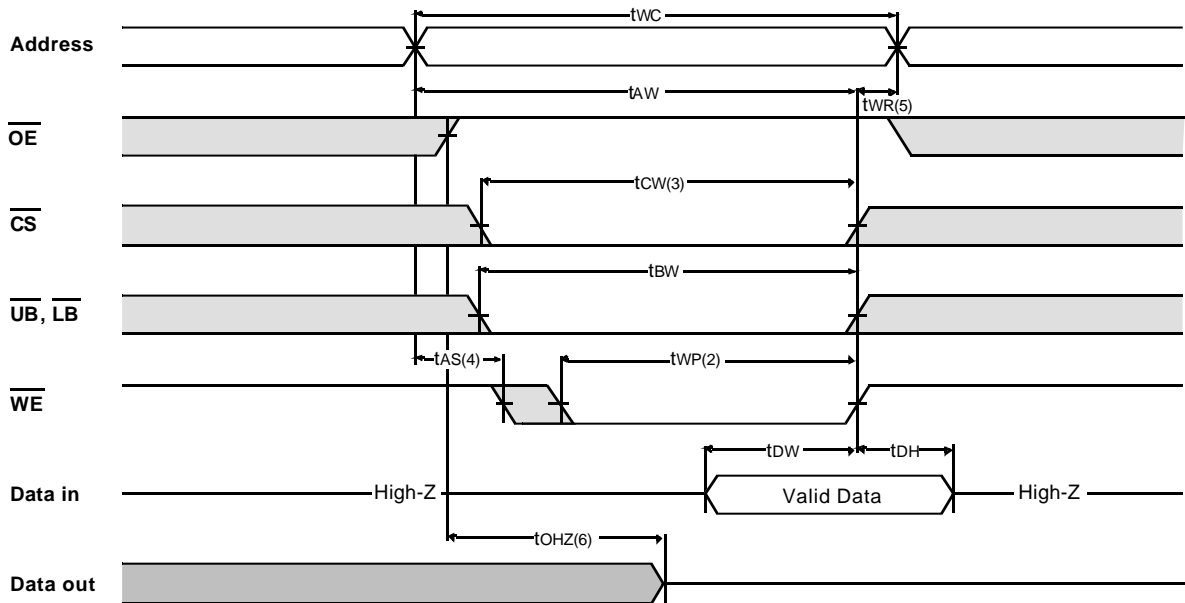 tWC
Address
tAW
tWR(5)
OE
tCW(3)
CS
tBW
UB, LB
tAS(4)
tWP(2)
WE
tDW
tDH
Data in
High-Z
Valid Data
High-Z
tOHZ(6)
Data out